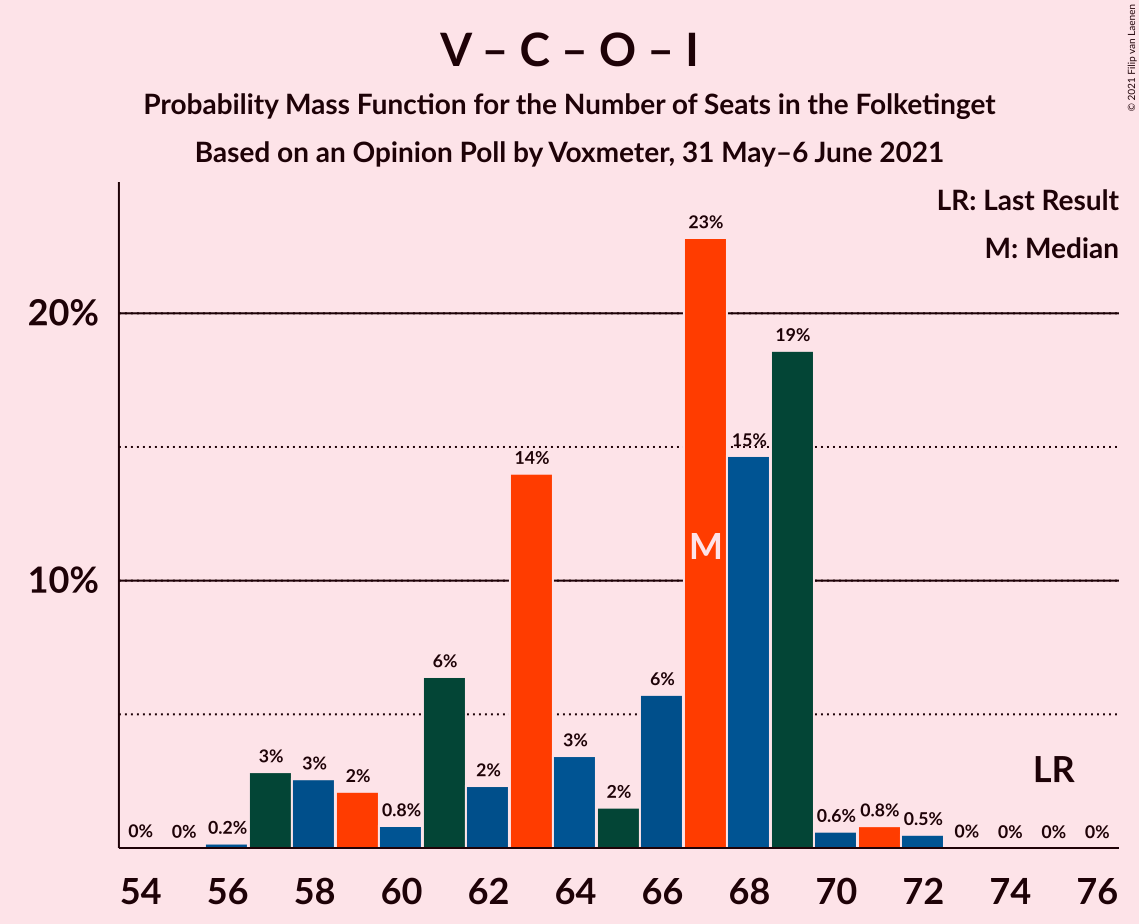 V – C – O – I
Probability Mass Function for the Number of Seats in the Folketinget
Based on an Opinion Poll by Voxmeter, 31 May–6 June 2021
© 2021 Filip van Laenen
LR: Last Result
M: Median
20%
10%
0% 0% 0.2% 3% 3% 2% 0.8% 6% 2% 14% 3% 2% 6% 23% 15% 19% 0.6% 0.8% 0.5% 0% 0% 0% 0%
M
LR
54 56 58 60 62 64 66 68 70 72 74 76